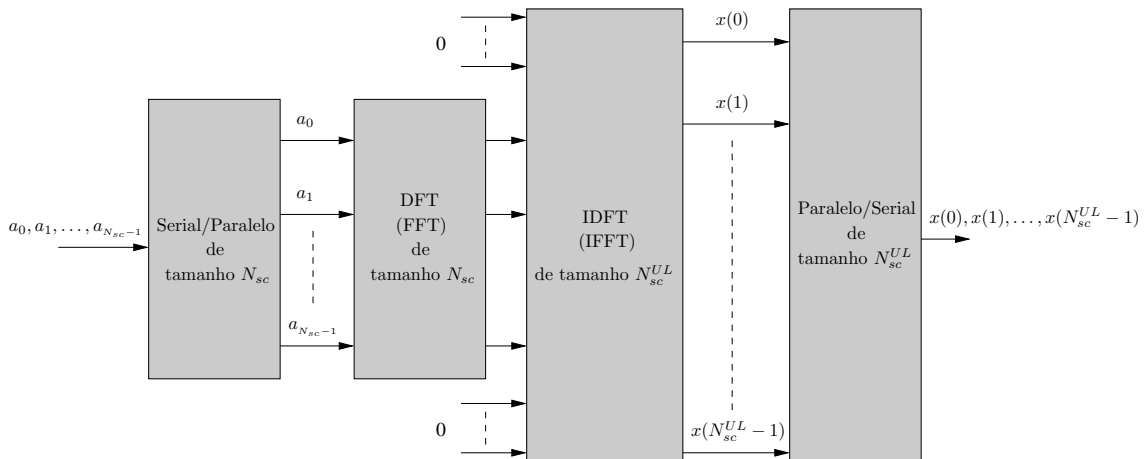 a_0, a_1, …, a_{N_{sc}-1}
Serial/Paralelo
de
tamanho N_{sc}
a_0
a_1
a_{N_{sc}-1}
DFT
(FFT)
de
tamanho N_{sc}
0
0
IDFT
(IFFT)
de tamanho N_{sc}^{UL}
x(0)
x(1)
x(N_{sc}^{UL} − 1)
Paralelo/Serial
de
tamanho N_{sc}^{UL}
x(0), x(1), …, x(N_{sc}^{UL} − 1)